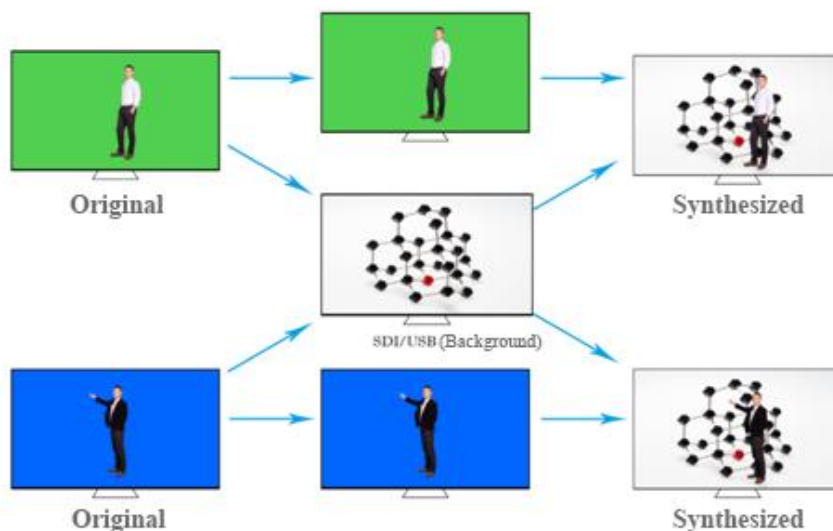 Original
Synthesized
SDI/USB (Background)
Original
Synthesized